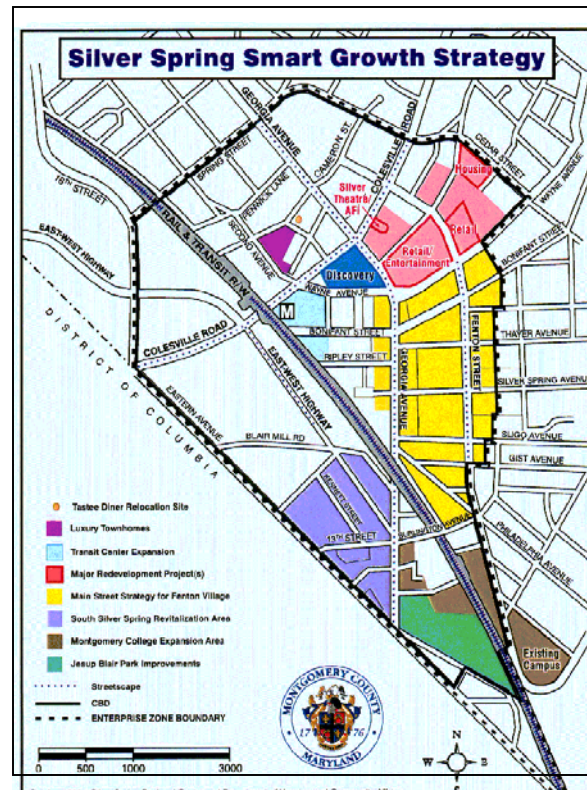 Silver Spring Smart Growth Strategy
GEORGIA AVENUE
CAMERON ST.
COLESVILLE ROAD
CEDAR STREET
WAYNE AVENUE
SPRING STREET
FENWICK LANE
16TH STREET
SECOND AVENUE
RAIL & TRANSIT R/W
EAST-WEST HIGHWAY
Housing
Silver
Theatre/
AFI
Retail
Retail/
Entertainment
BONIFANT STREET
Discovery
WAYNE AVENUE
M
BONIFANT STREET
COLESVILLE ROAD
RIPLEY STREET
THAYER AVENUE
FENTON STREET
GEORGIA AVENUE
EAST-WEST HIGHWAY
SILVER SPRING AVENUE
DISTRICT OF COLUMBIA
EASTERN AVENUE
BLAIR MILL RD
SLIGO AVENUE
GIST AVENUE
KENNETT STREET
13TH STREET
BURLINGTON AVENUE
PHILADELPHIA AVENUE
Existing
Campus
Tastee Diner Relocation Site
Luxury Townhomes
Transit Center Expansion
Major Redevelopment Project(s)
Main Street Strategy for Fenton Village
South Silver Spring Revitalization Area
Montgomery College Expansion Area
Jesup Blair Park Improvements
Streetscape
CBD
ENTERPRISE ZONE BOUNDARY
MONTGOMERY COUNTY
17 76
MARYLAND
N
W E
S
0 500 1000 3000